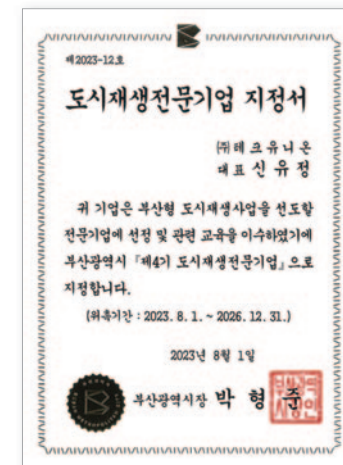 제2023-12호
도시재생전문기업 지정서
㈜테크유니온
대표 신유정
귀 기업은 부산형 도시재생사업을 선도할
전문기업에 선정 및 관련 교육을 이수하였기에
부산광역시 『제4기 도시재생전문기업』으로
지정합니다.
(위촉기간 : 2023. 8. 1. ~ 2026. 12. 31.)
2023년 8월 1일
부산광역시장 박형준